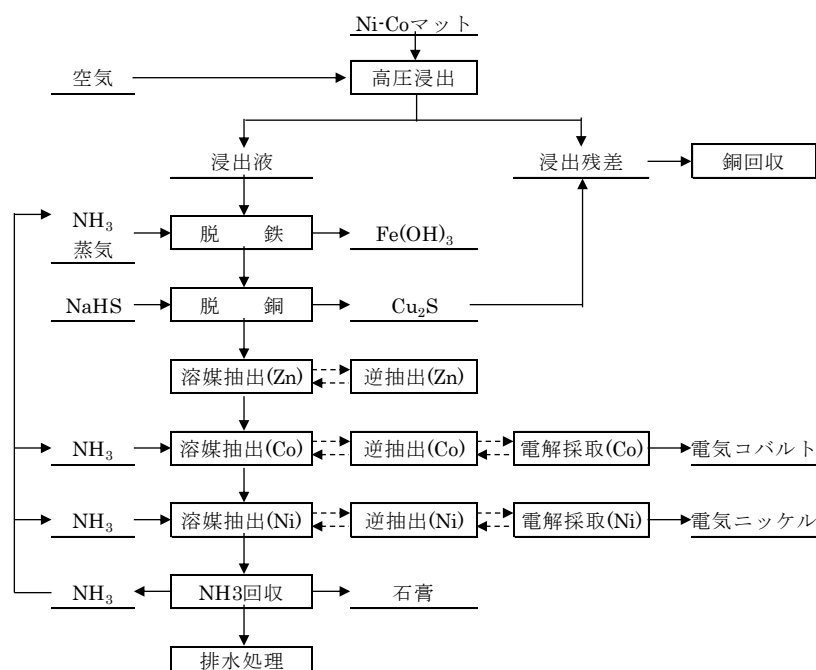 Ni-Coマット
空気
高圧浸出
浸出液
浸出残差
銅回収
NH₃
蒸気
脱　鉄
Fe(OH)₃
NaHS
脱　銅
Cu₂S
溶媒抽出(Zn)
逆抽出(Zn)
NH₃
溶媒抽出(Co)
逆抽出(Co)
電解採取(Co)
電気コバルト
NH₃
溶媒抽出(Ni)
逆抽出(Ni)
電解採取(Ni)
電気ニッケル
NH₃
NH3回収
石膏
排水処理